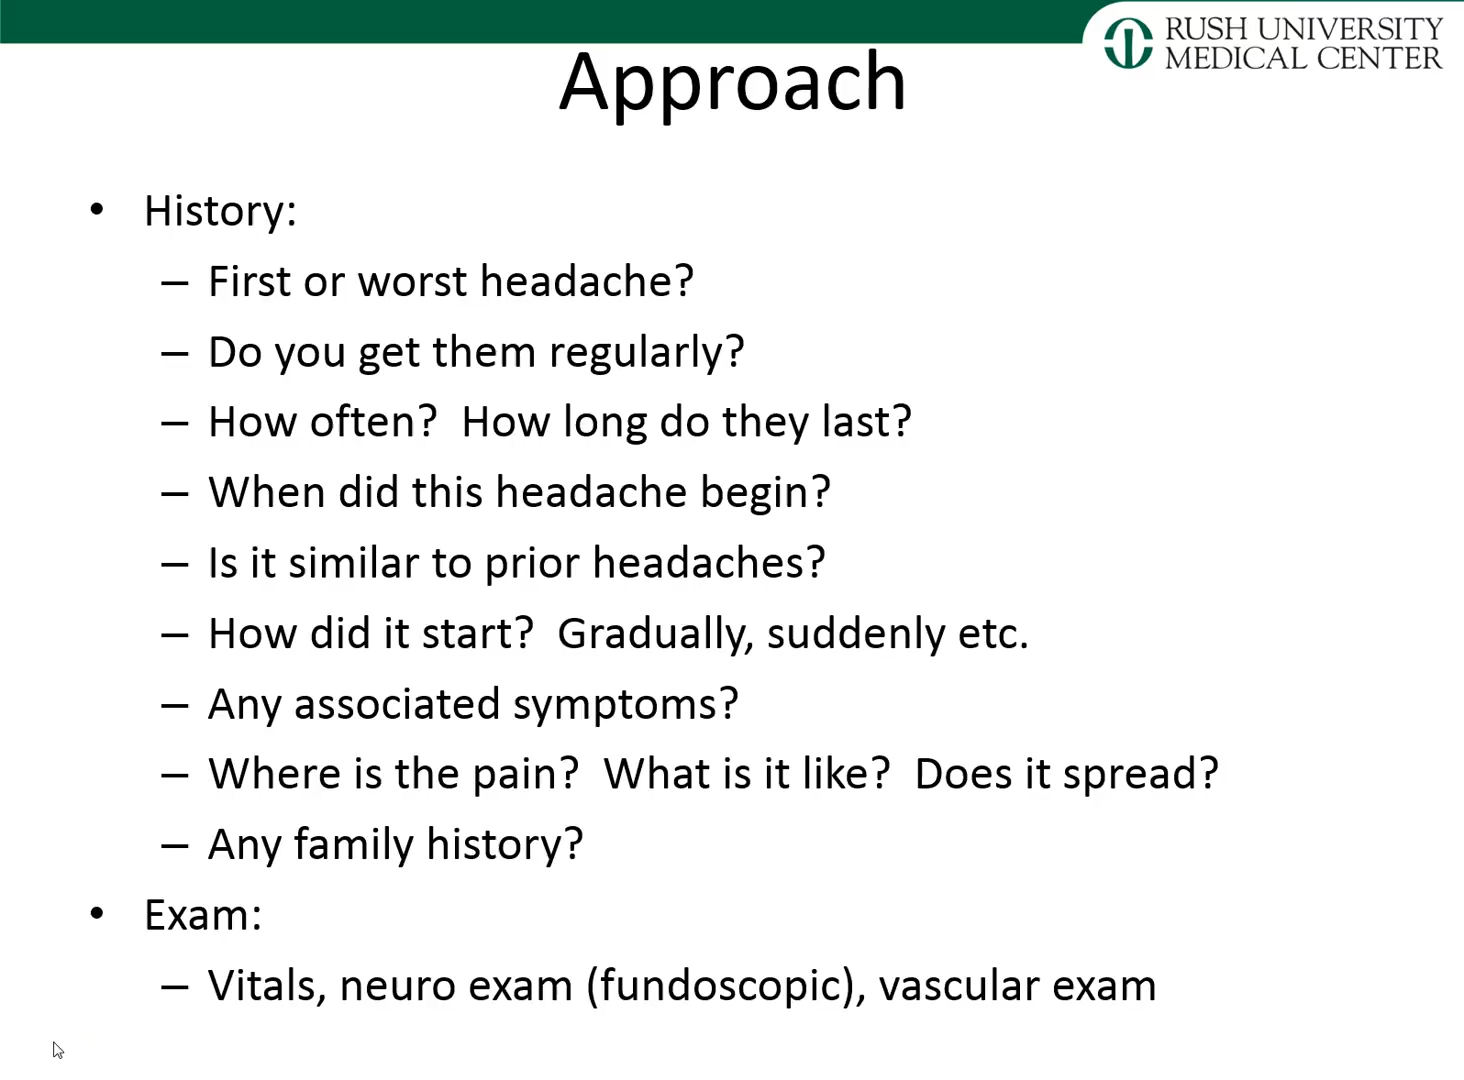 RUSH UNIVERSITY
MEDICAL CENTER
Approach
• History:
– First or worst headache?
– Do you get them regularly?
– How often?  How long do they last?
– When did this headache begin?
– Is it similar to prior headaches?
– How did it start?  Gradually, suddenly etc.
– Any associated symptoms?
– Where is the pain?  What is it like?  Does it spread?
– Any family history?
• Exam:
– Vitals, neuro exam (fundoscopic), vascular exam